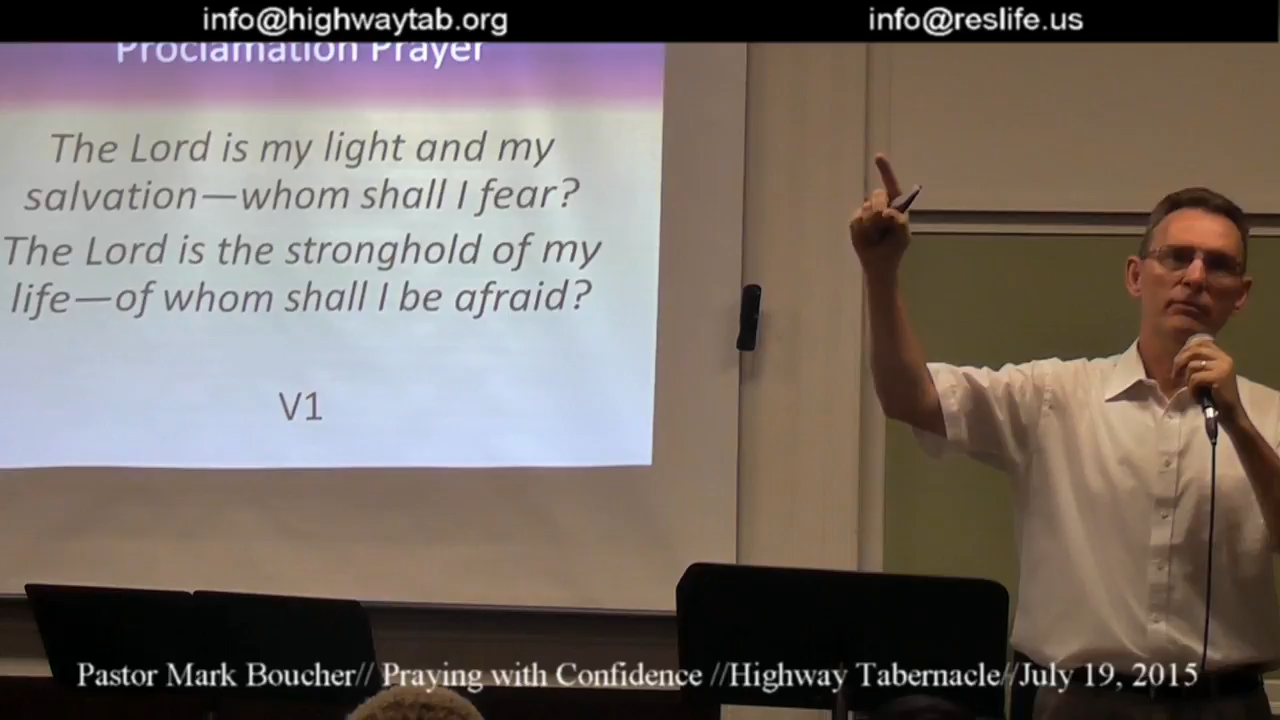 info@highwaytab.org info@reslife.us
Proclamation Prayer
The Lord is my light and my
salvation—whom shall I fear?
The Lord is the stronghold of my
life—of whom shall I be afraid?
V1
Pastor Mark Boucher// Praying with Confidence //Highway Tabernacle//July 19, 2015